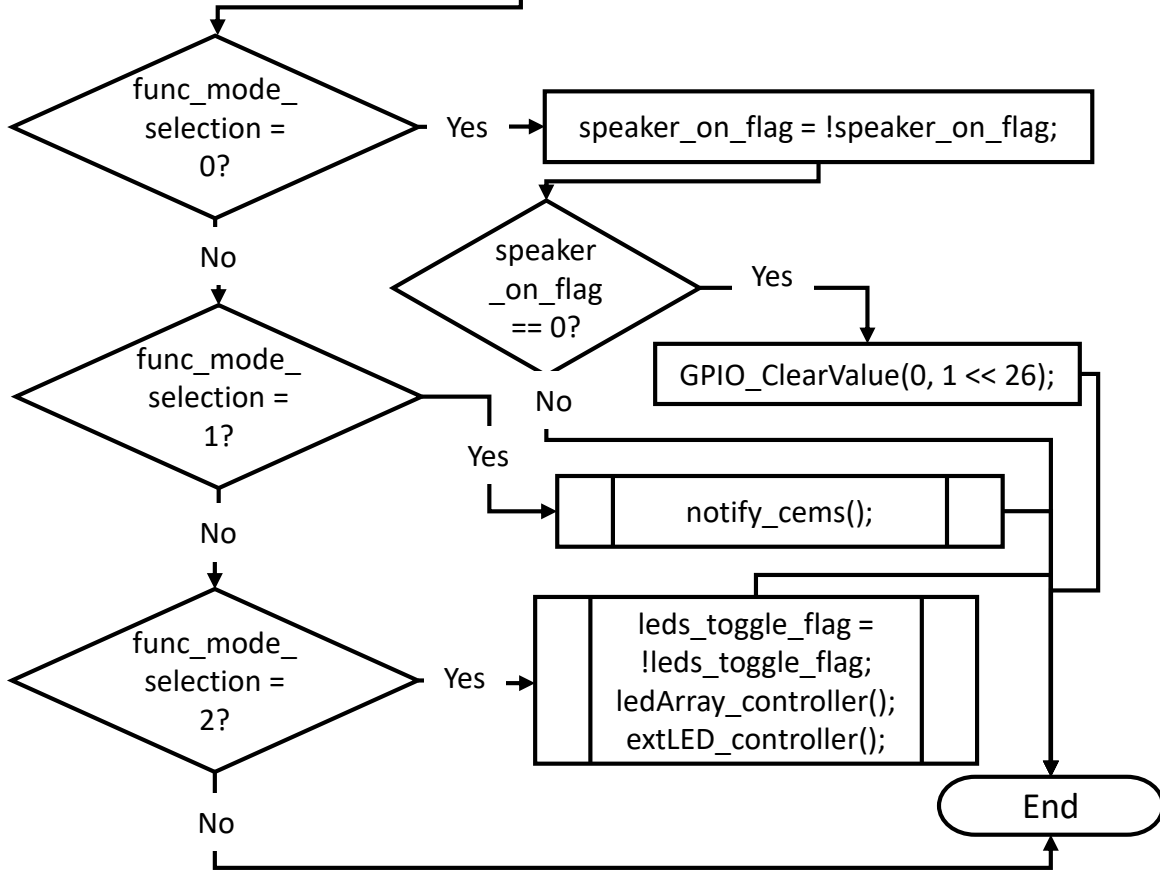 func_mode_
selection =
0?
Yes
speaker_on_flag = !speaker_on_flag;
No
speaker
_on_flag
== 0?
Yes
GPIO_ClearValue(0, 1 << 26);
No
func_mode_
selection =
1?
Yes
notify_cems();
No
func_mode_
selection =
2?
Yes
leds_toggle_flag =
!leds_toggle_flag;
ledArray_controller();
extLED_controller();
No
End